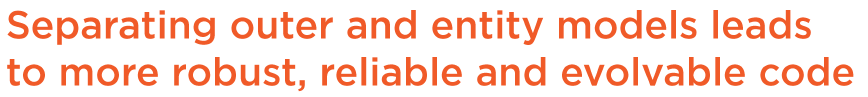 Separating outer and entity models leads
to more robust, reliable and evolvable code